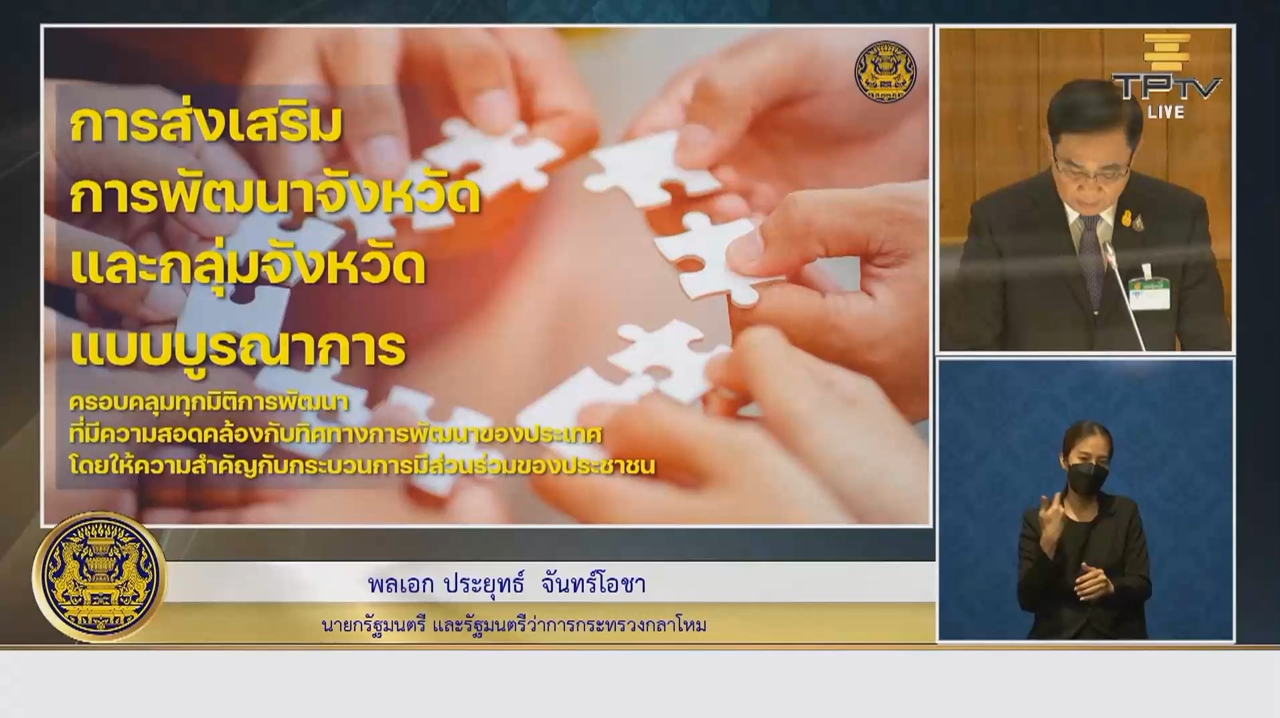 การส่งเสริม
การพัฒนาจังหวัด
และกลุ่มจังหวัด
แบบบูรณาการ
ครอบคลุมทุกมิติการพัฒนา
ที่มีความสอดคล้องกับทิศทางการพัฒนาของประเทศ
โดยให้ความสำคัญกับกระบวนการมีส่วนร่วมของประชาชน
TPTV
LIVE
พลเอก ประยุทธ์ จันทร์โอชา
นายกรัฐมนตรี และรัฐมนตรีว่าการกระทรวงกลาโหม